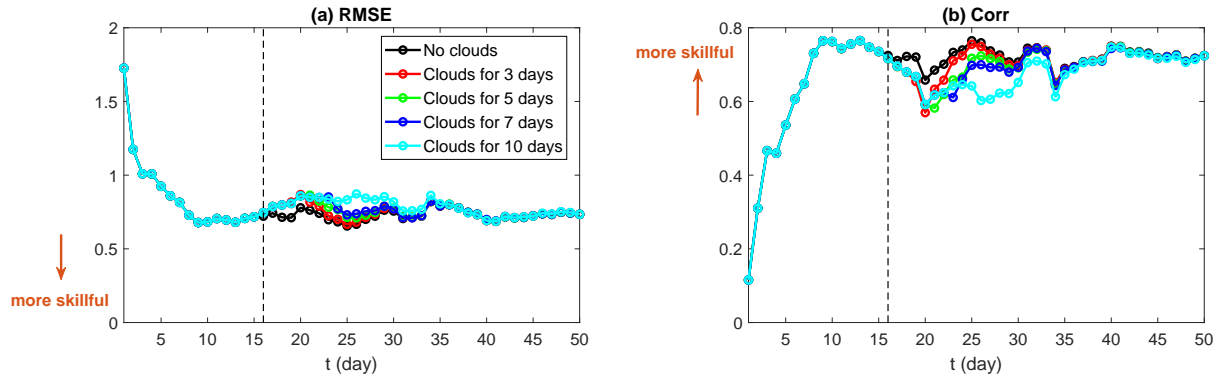 (a) RMSE
2
1.5
1
0.5
0
5 10 15 20 25 30 35 40 45 50
t (day)
more skillful
No clouds
Clouds for 3 days
Clouds for 5 days
Clouds for 7 days
Clouds for 10 days
(b) Corr
more skillful
0.8
0.6
0.4
0.2
0
5 10 15 20 25 30 35 40 45 50
t (day)